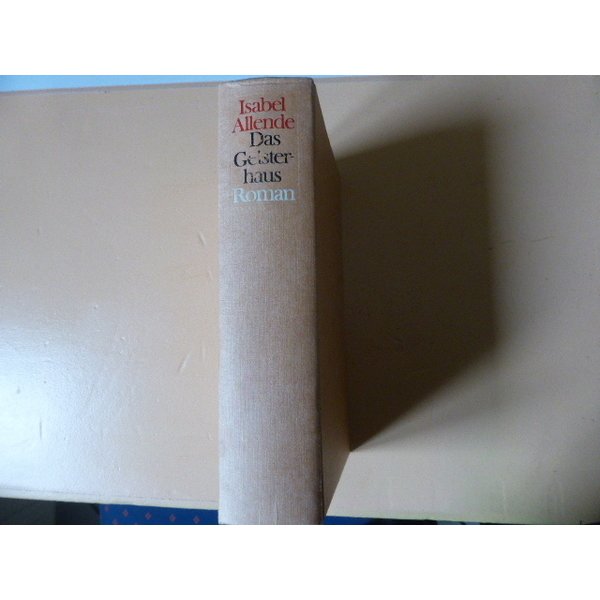 Isabel
Allende
Das
Geister-
haus
Roman